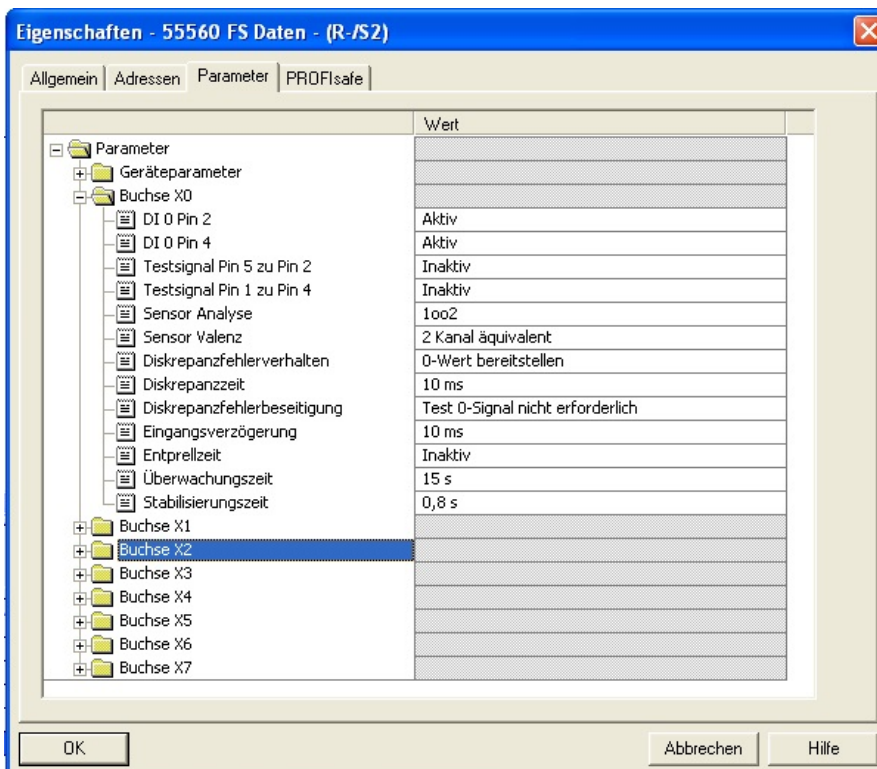 Eigenschaften - 55560 FS Daten - (R-/S2)
Allgemein Adressen Parameter PROFIsafe
Wert
Parameter
Geräteparameter
Buchse X0
DI 0 Pin 2 Aktiv
DI 0 Pin 4 Aktiv
Testsignal Pin 5 zu Pin 2 Inaktiv
Testsignal Pin 1 zu Pin 4 Inaktiv
Sensor Analyse 1oo2
Sensor Valenz 2 Kanal äquivalent
Diskrepanzfehlerverhalten 0-Wert bereitstellen
Diskrepanzzeit 10 ms
Diskrepanzfehlerbeseitigung Test 0-Signal nicht erforderlich
Eingangsverzögerung 10 ms
Entprellzeit Inaktiv
Überwachungszeit 15 s
Stabilisierungszeit 0,8 s
Buchse X1
Buchse X2
Buchse X3
Buchse X4
Buchse X5
Buchse X6
Buchse X7
OK Abbrechen Hilfe